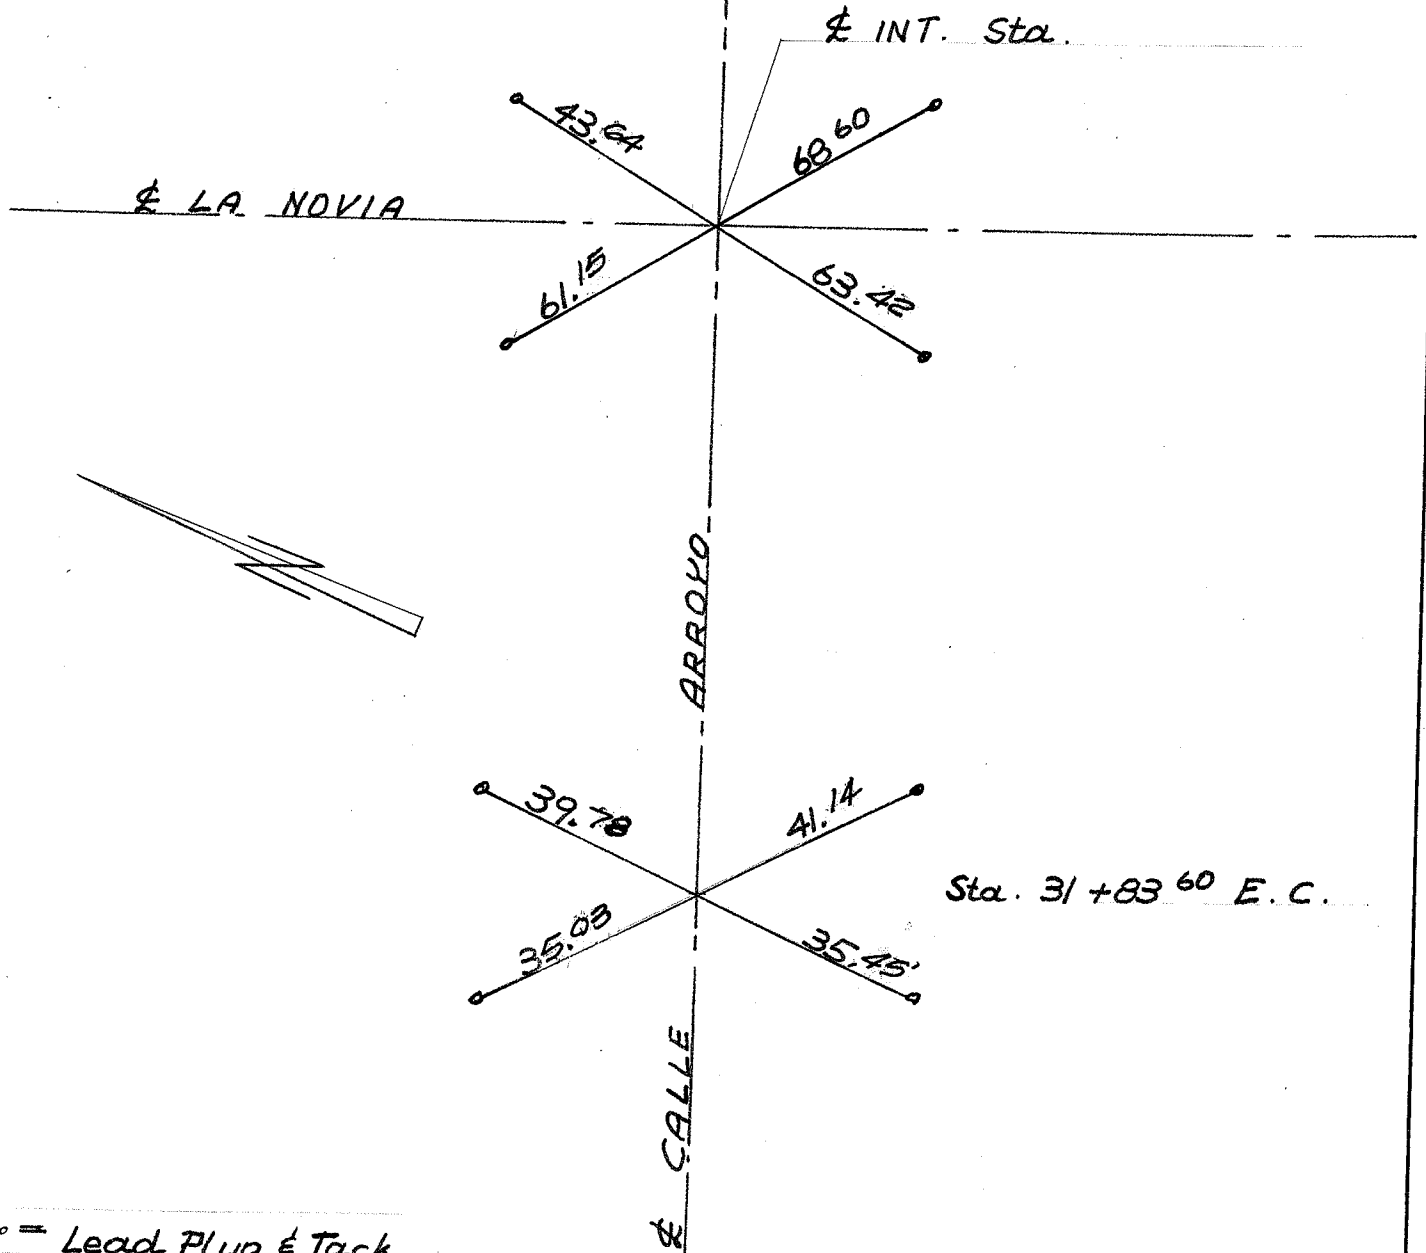 ℄ INT. Sta.
43.64
68 60
℄ LA NOVIA
61.15
63.42
ARROYO
39.78
41.14
Sta. 31 +83 60 E.C.
35.03
35.45'
℄ CALLE
= Lead Plug & Tack